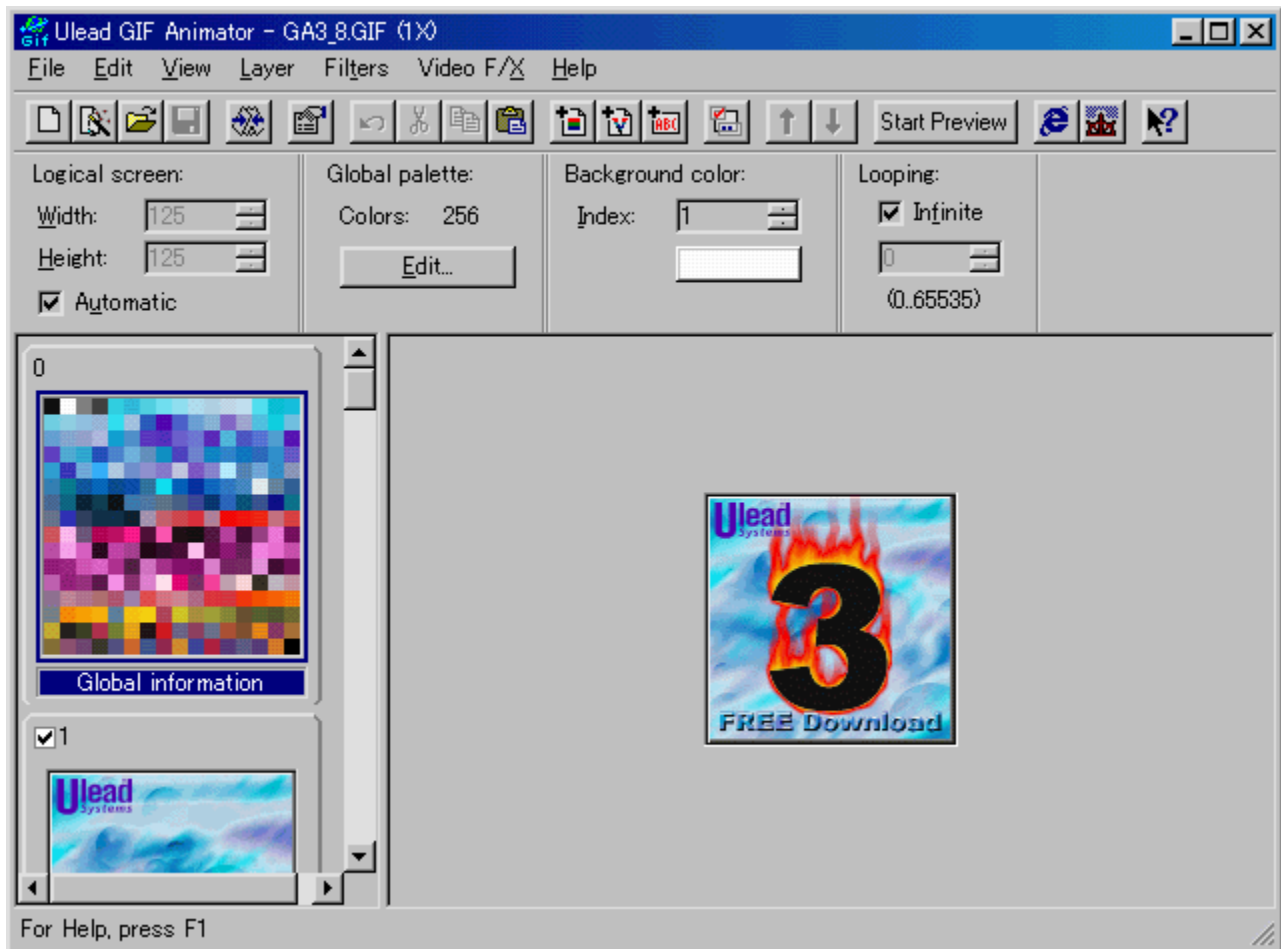 Ulead GIF Animator - GA3_8.GIF (1X)
File Edit View Layer Filters Video F/X Help
Start Preview
Logical screen:
Width: 125
Height: 125
Automatic
Global palette:
Colors: 256
Edit...
Background color:
Index: 1
Looping:
Infinite
0
(0..65535)
0
Global information
1
Ulead
Systems
Ulead
Systems
3
FREE Download
For Help, press F1